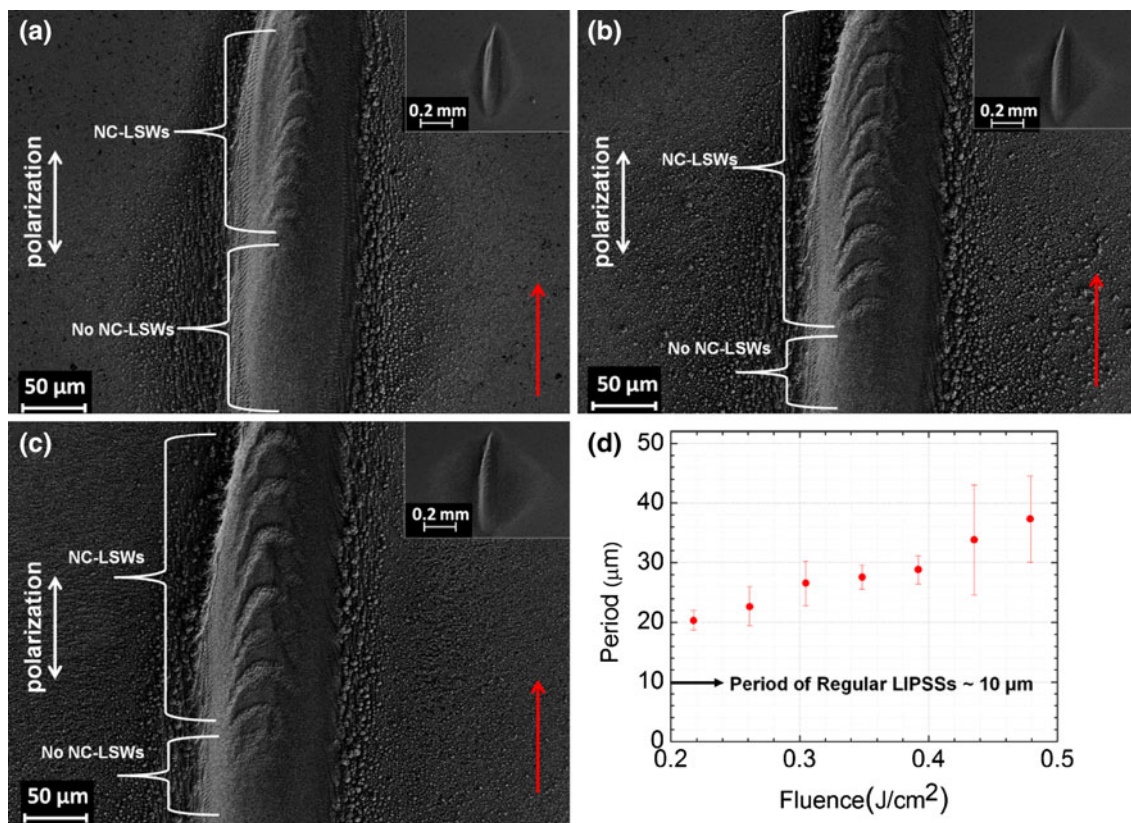 (a)
NC-LSWs
polarization
No NC-LSWs
50 µm
0.2 mm
(b)
NC-LSWs
polarization
No NC-LSWs
50 µm
0.2 mm
(c)
NC-LSWs
polarization
No NC-LSWs
50 µm
0.2 mm
(d)
50
40
30
20
10
0
Period (µm)
Period of Regular LIPSSs ~ 10 µm
0.2
0.3
0.4
0.5
Fluence(J/cm²)